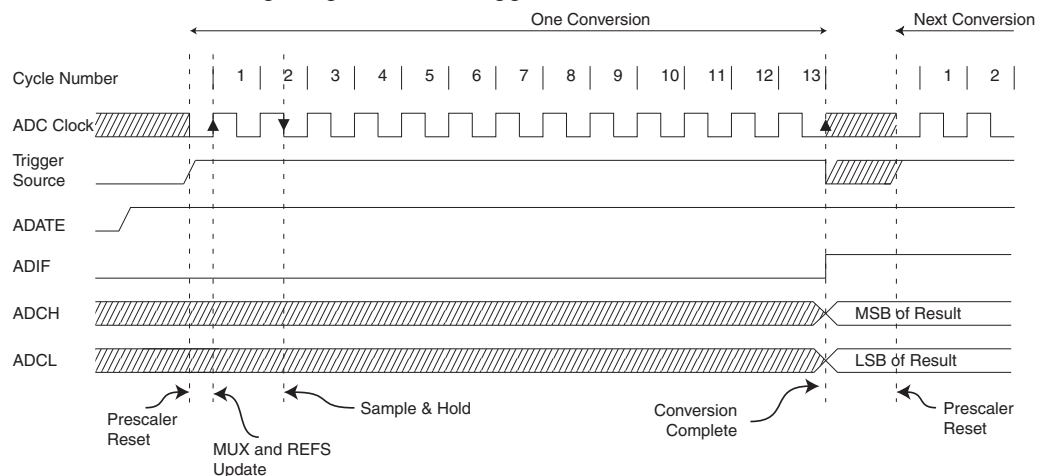 One Conversion
Next Conversion
Cycle Number 1 2 3 4 5 6 7 8 9 10 11 12 13 1 2
ADC Clock
Trigger
Source
ADATE
ADIF
ADCH
MSB of Result
ADCL
LSB of Result
Prescaler
Reset
MUX and REFS
Update
Sample & Hold
Conversion
Complete
Prescaler
Reset